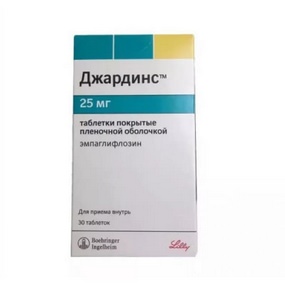 Джардинс™
25 мг
таблетки покрытые
пленочной оболочкой
эмпаглифлозин
Для приема внутрь
30 таблеток
Boehringer
Ingelheim
Lilly